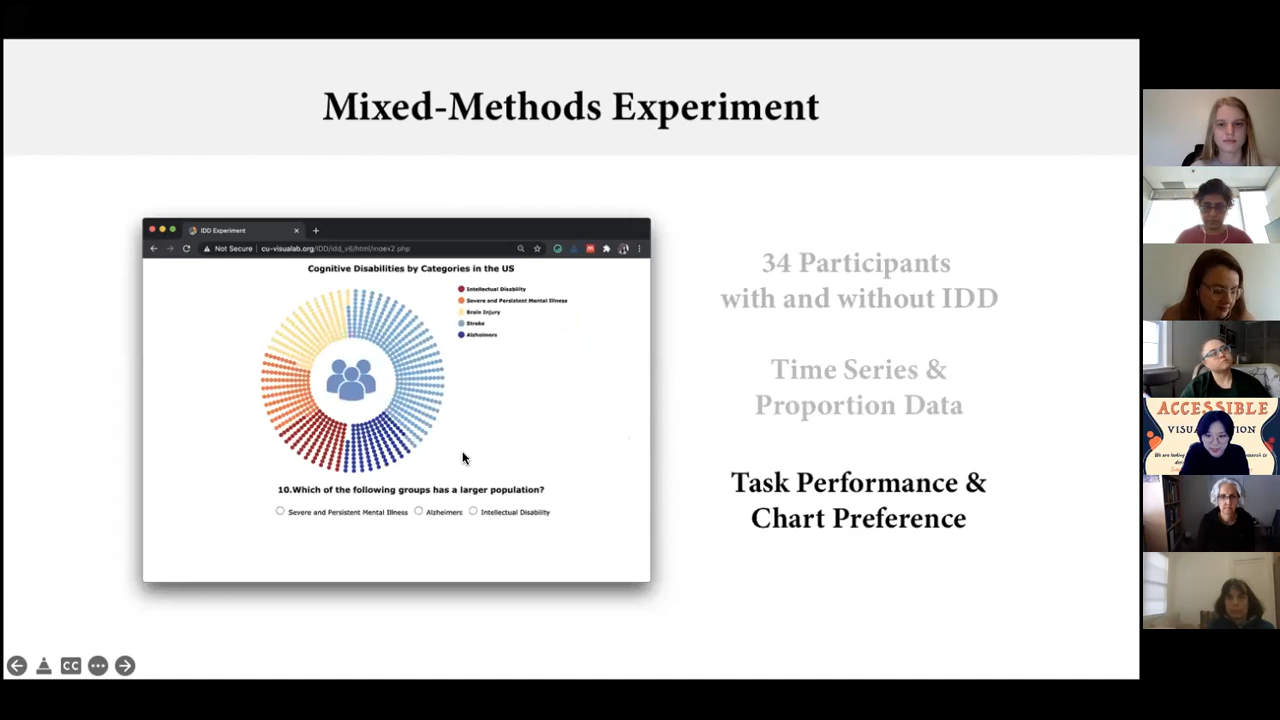 Mixed-Methods Experiment
IDD Experiment
Not Secure
cu-visualab.org/IDD/idd_v6/html/index2.php
Cognitive Disabilities by Categories in the US
Intellectual Disability
Severe and Persistent Mental Illness
Brain Injury
Stroke
Alzheimers
10.Which of the following groups has a larger population?
Severe and Persistent Mental Illness
Alzheimers
Intellectual Disability
34 Participants
with and without IDD
Time Series &
Proportion Data
Task Performance &
Chart Preference
CC
ACCESSIBLE